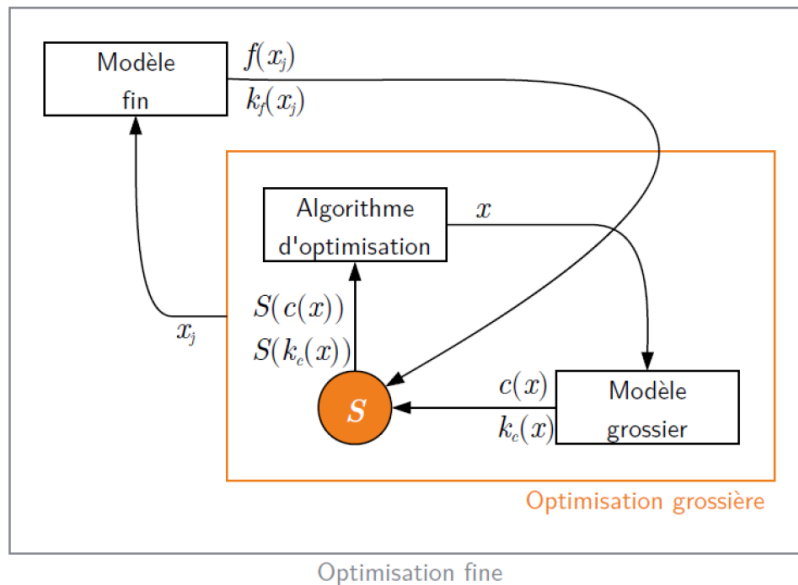 Modèle
fin
f(x_j)
k_f(x_j)
Algorithme
d'optimisation
x
S(c(x))
S(k_c(x))
x_j
S
c(x)
k_c(x)
Modèle
grossier
Optimisation grossière
Optimisation fine